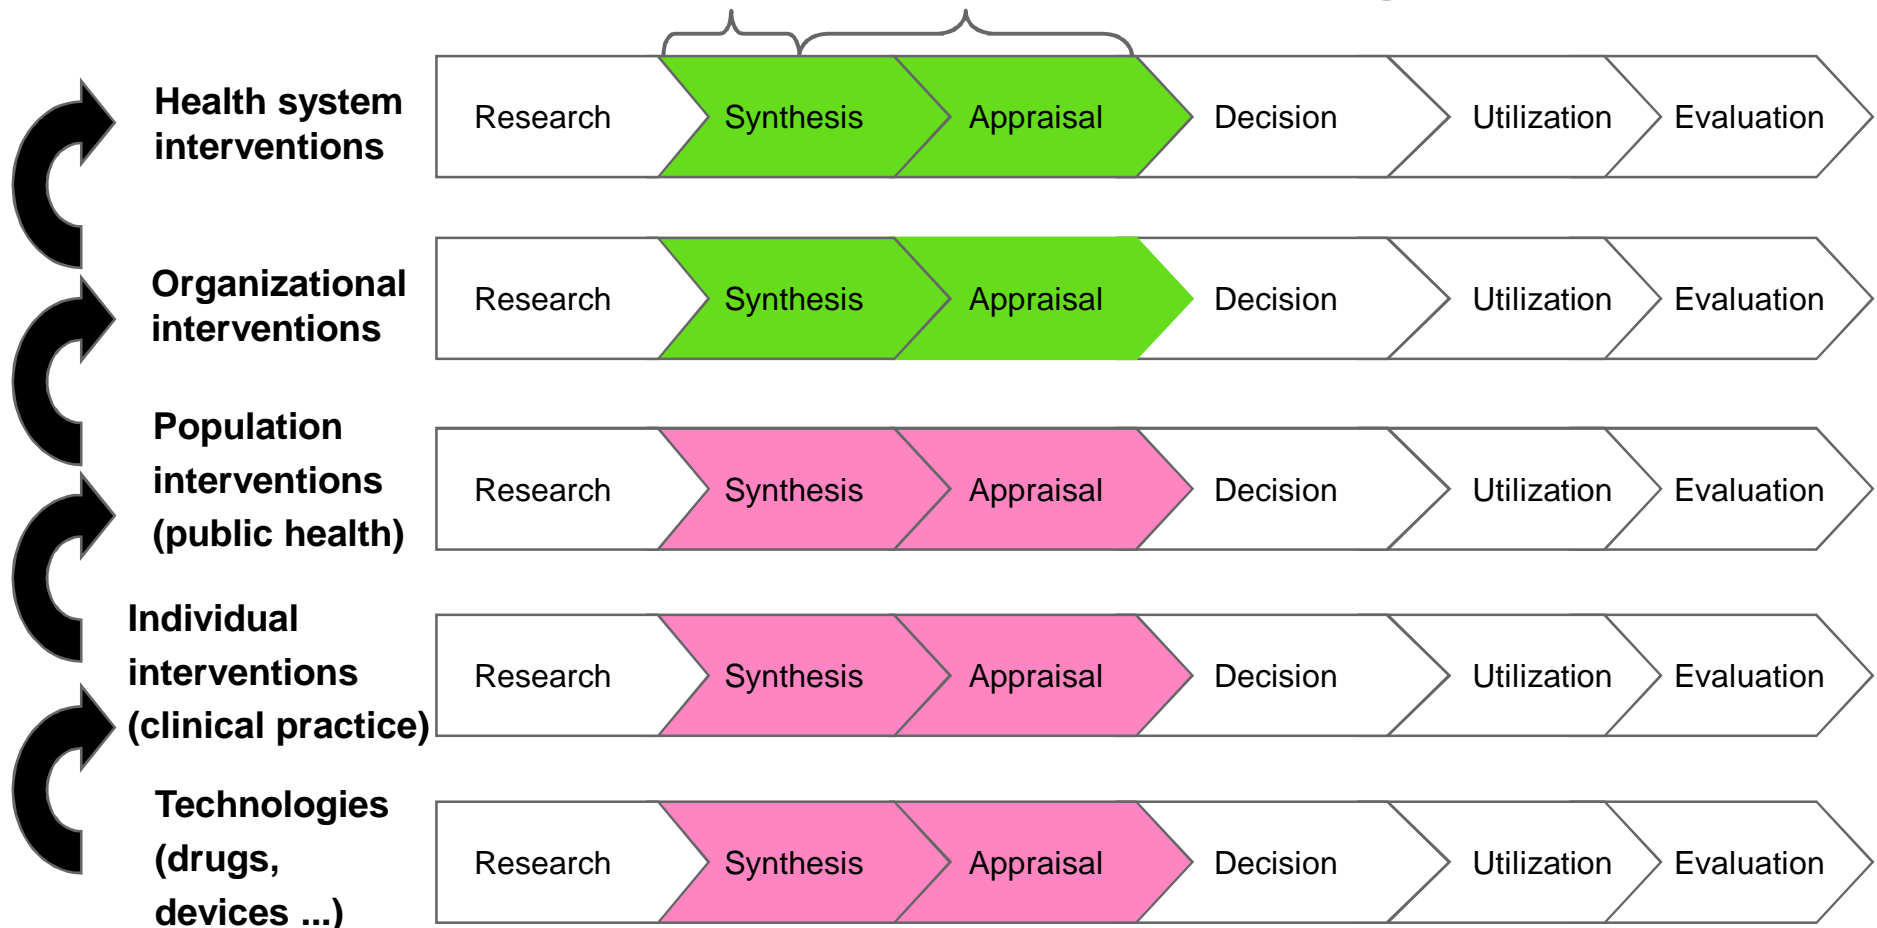 Health system
interventions
Research Synthesis Appraisal Decision Utilization Evaluation
Organizational
interventions
Research Synthesis Appraisal Decision Utilization Evaluation
Population
interventions
(public health)
Research Synthesis Appraisal Decision Utilization Evaluation
Individual
interventions
(clinical practice)
Research Synthesis Appraisal Decision Utilization Evaluation
Technologies
(drugs,
devices ...)
Research Synthesis Appraisal Decision Utilization Evaluation